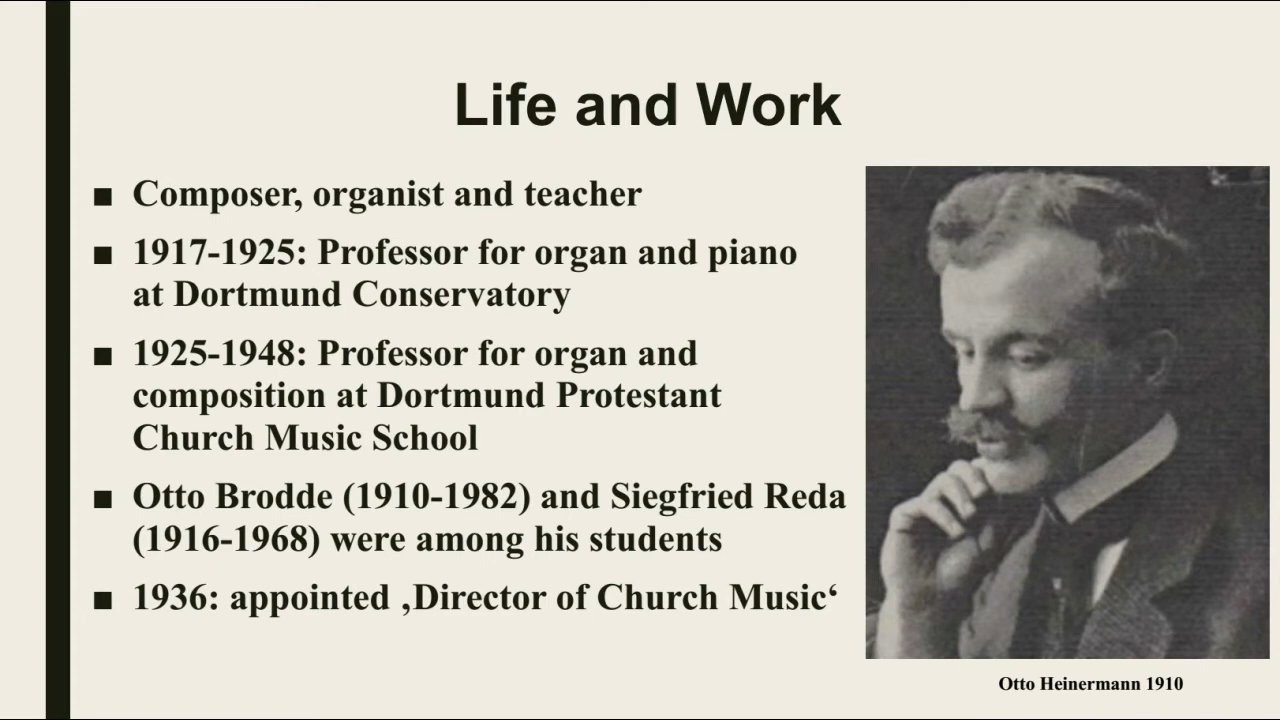 Life and Work
■ Composer, organist and teacher
■ 1917-1925: Professor for organ and piano
at Dortmund Conservatory
■ 1925-1948: Professor for organ and
composition at Dortmund Protestant
Church Music School
■ Otto Brodde (1910-1982) and Siegfried Reda
(1916-1968) were among his students
■ 1936: appointed ‚Director of Church Music‘
Otto Heinermann 1910